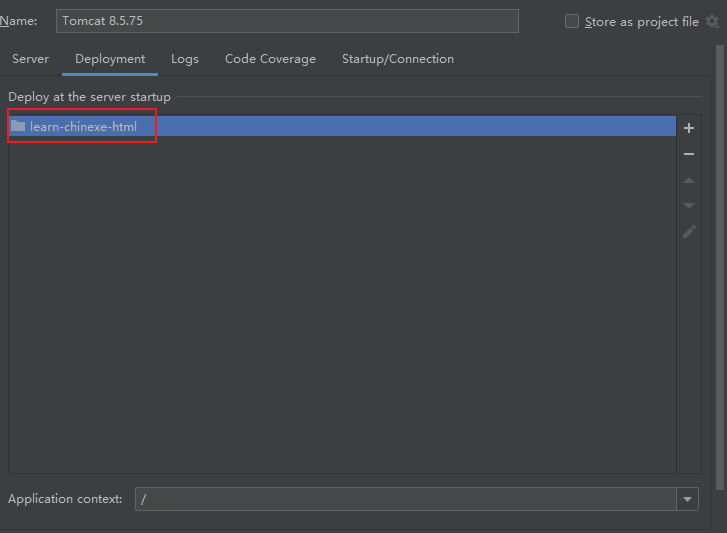 Name: Tomcat 8.5.75 Store as project file
Server Deployment Logs Code Coverage Startup/Connection
Deploy at the server startup
learn-chinexe-html
Application context: /